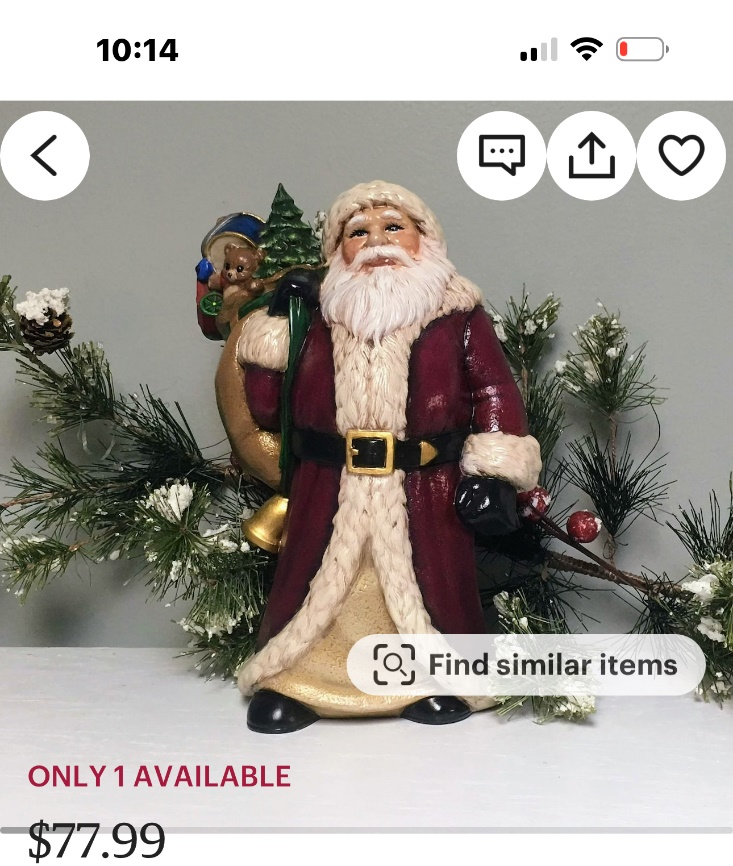 10:14
Find similar items
ONLY 1 AVAILABLE
$77.99